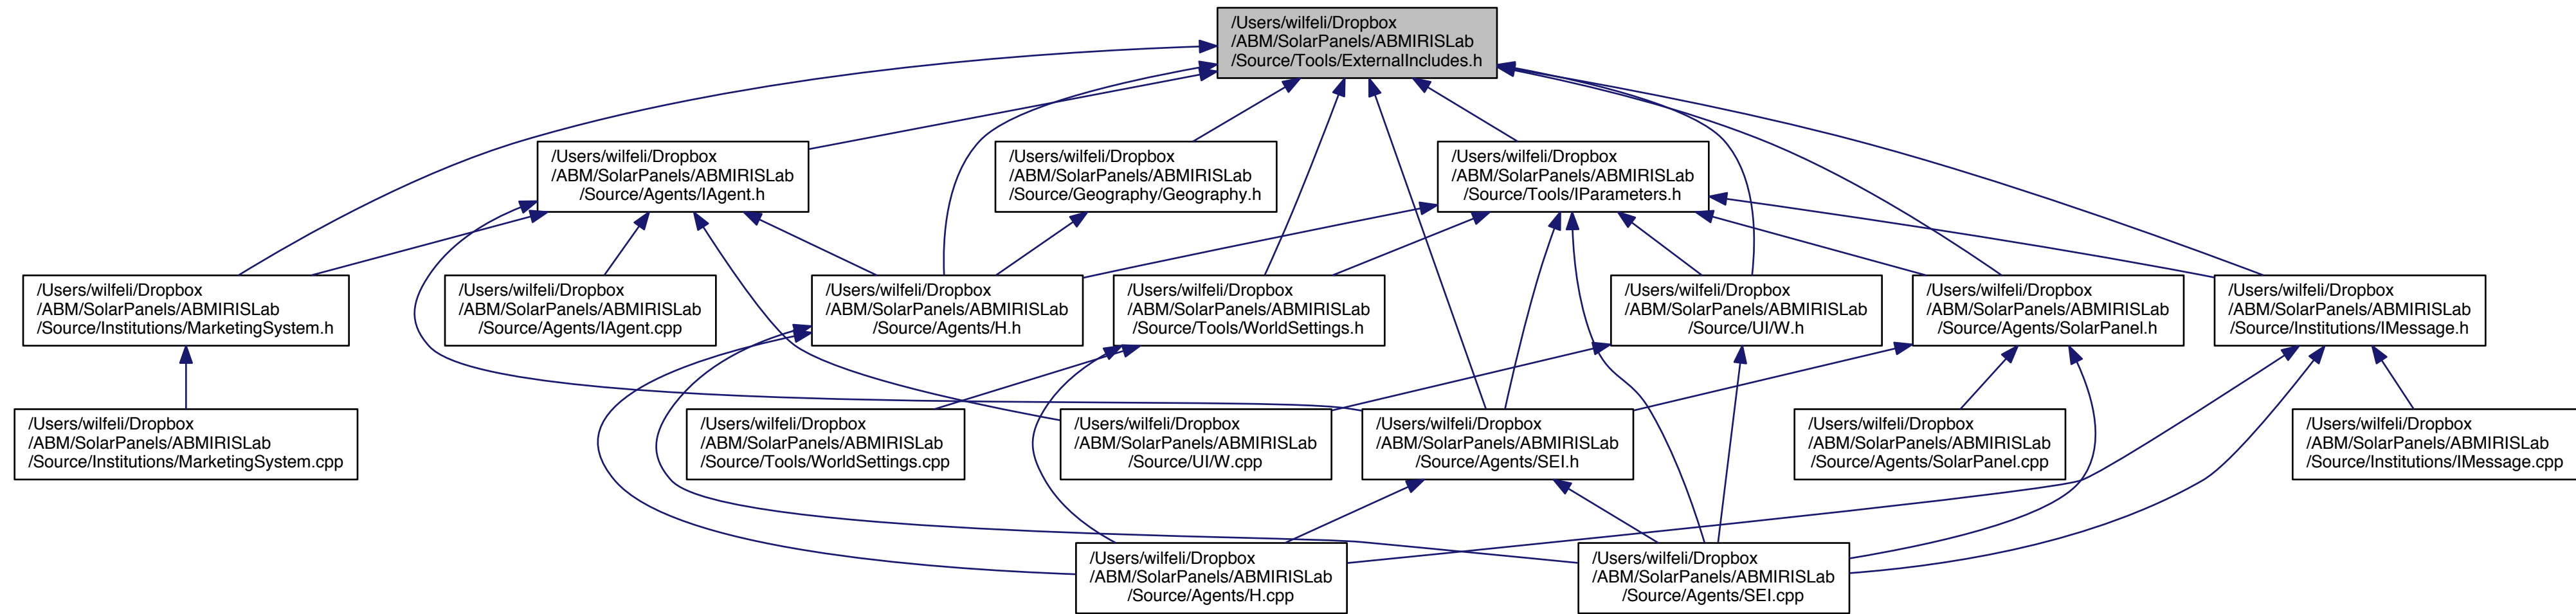 /Users/wilfeli/Dropbox
/ABM/SolarPanels/ABMIRISLab
/Source/Tools/ExternalIncludes.h
/Users/wilfeli/Dropbox
/ABM/SolarPanels/ABMIRISLab
/Source/Agents/IAgent.h
/Users/wilfeli/Dropbox
/ABM/SolarPanels/ABMIRISLab
/Source/Geography/Geography.h
/Users/wilfeli/Dropbox
/ABM/SolarPanels/ABMIRISLab
/Source/Tools/IParameters.h
/Users/wilfeli/Dropbox
/ABM/SolarPanels/ABMIRISLab
/Source/Institutions/MarketingSystem.h
/Users/wilfeli/Dropbox
/ABM/SolarPanels/ABMIRISLab
/Source/Agents/IAgent.cpp
/Users/wilfeli/Dropbox
/ABM/SolarPanels/ABMIRISLab
/Source/Agents/H.h
/Users/wilfeli/Dropbox
/ABM/SolarPanels/ABMIRISLab
/Source/Tools/WorldSettings.h
/Users/wilfeli/Dropbox
/ABM/SolarPanels/ABMIRISLab
/Source/UI/W.h
/Users/wilfeli/Dropbox
/ABM/SolarPanels/ABMIRISLab
/Source/Agents/SolarPanel.h
/Users/wilfeli/Dropbox
/ABM/SolarPanels/ABMIRISLab
/Source/Institutions/IMessage.h
/Users/wilfeli/Dropbox
/ABM/SolarPanels/ABMIRISLab
/Source/Institutions/MarketingSystem.cpp
/Users/wilfeli/Dropbox
/ABM/SolarPanels/ABMIRISLab
/Source/Tools/WorldSettings.cpp
/Users/wilfeli/Dropbox
/ABM/SolarPanels/ABMIRISLab
/Source/UI/W.cpp
/Users/wilfeli/Dropbox
/ABM/SolarPanels/ABMIRISLab
/Source/Agents/SEI.h
/Users/wilfeli/Dropbox
/ABM/SolarPanels/ABMIRISLab
/Source/Agents/SolarPanel.cpp
/Users/wilfeli/Dropbox
/ABM/SolarPanels/ABMIRISLab
/Source/Institutions/IMessage.cpp
/Users/wilfeli/Dropbox
/ABM/SolarPanels/ABMIRISLab
/Source/Agents/H.cpp
/Users/wilfeli/Dropbox
/ABM/SolarPanels/ABMIRISLab
/Source/Agents/SEI.cpp